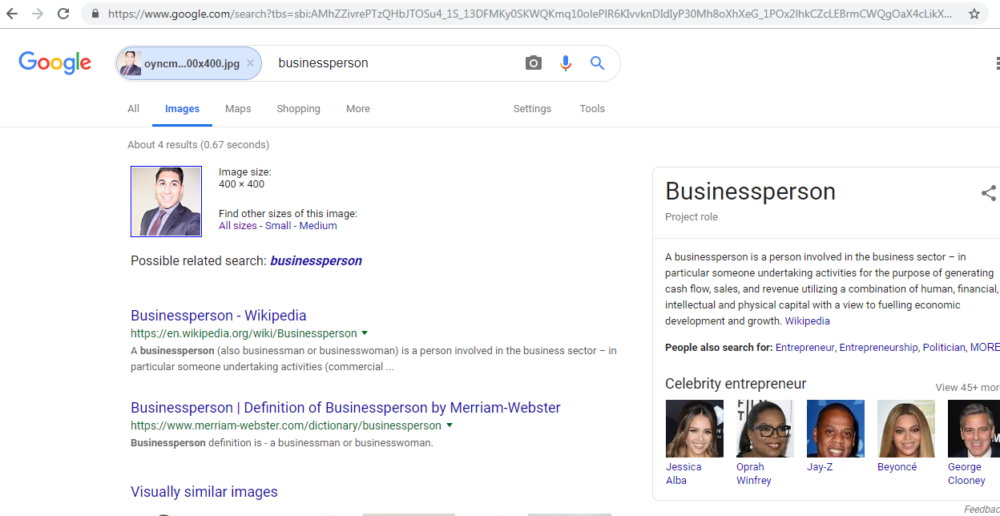 https://www.google.com/search?tbs=sbi:AMhZZivrePTzQHbJTOSu4_1S_13DFMKy0SKWQKmq10olePlR6KIvvknDIdIyP30Mh8oXhXeG_1POx2lhkCZcLEBrmCWQgOaX4cLikX...
Google
oyncm...00x400.jpg ×
businessperson
All Images Maps Shopping More Settings Tools
About 4 results (0.67 seconds)
Image size:
400 × 400
Find other sizes of this image:
All sizes - Small - Medium
Possible related search: businessperson
Businessperson - Wikipedia
https://en.wikipedia.org/wiki/Businessperson
A businessperson (also businessman or businesswoman) is a person involved in the business sector – in
particular someone undertaking activities (commercial ...
Businessperson | Definition of Businessperson by Merriam-Webster
https://www.merriam-webster.com/dictionary/businessperson
Businessperson definition is - a businessman or businesswoman.
Visually similar images
Businessperson
Project role
A businessperson is a person involved in the business sector – in
particular someone undertaking activities for the purpose of generating
cash flow, sales, and revenue utilizing a combination of human, financial,
intellectual and physical capital with a view to fuelling economic
development and growth. Wikipedia
People also search for: Entrepreneur, Entrepreneurship, Politician, MORE
Celebrity entrepreneur
View 45+ mor
Jessica
Alba
Oprah
Winfrey
Jay-Z
Beyoncé
George
Clooney
Feedbac